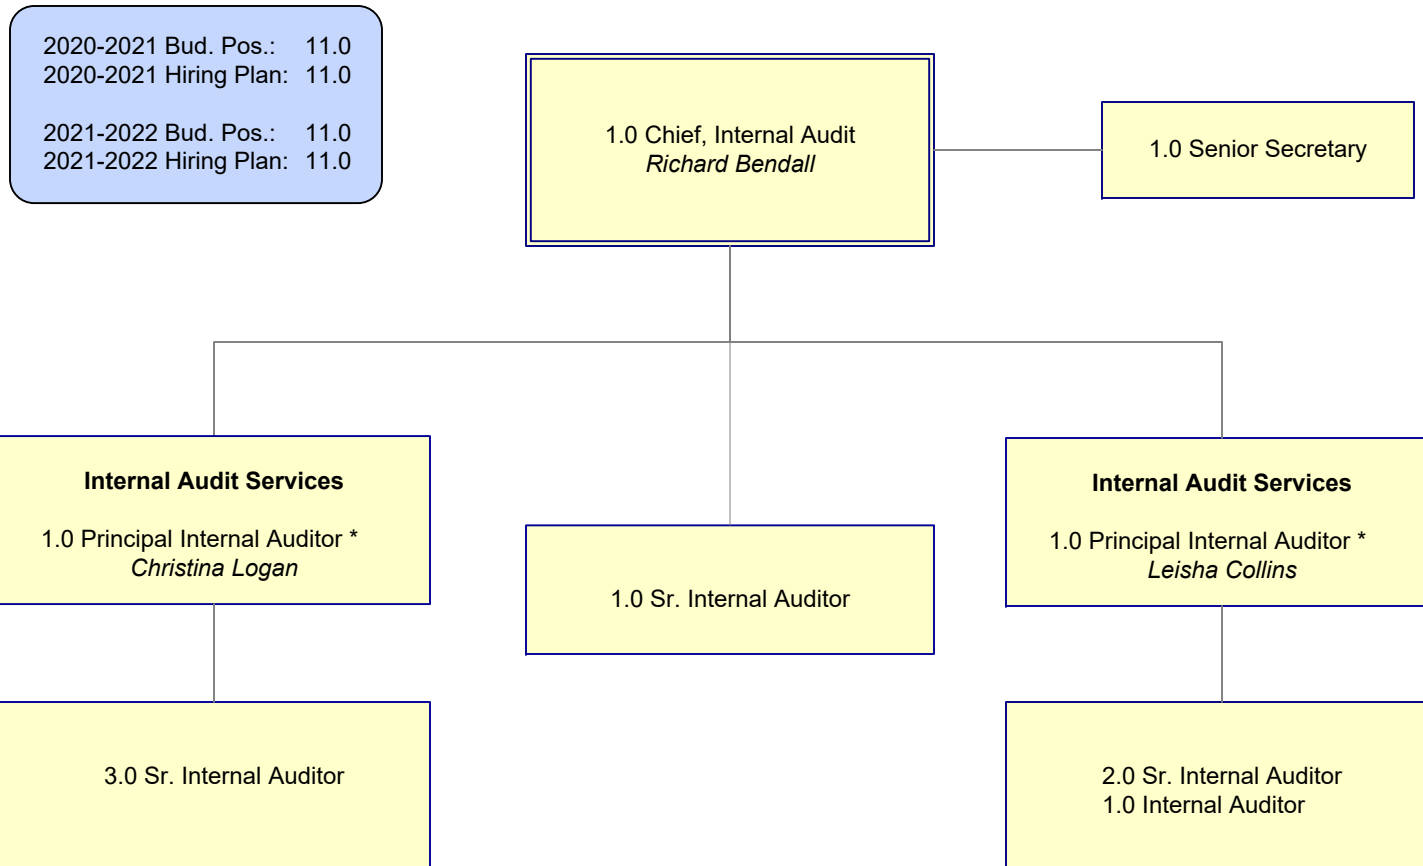 2020-2021 Bud. Pos.: 11.0
2020-2021 Hiring Plan: 11.0
2021-2022 Bud. Pos.: 11.0
2021-2022 Hiring Plan: 11.0
1.0 Chief, Internal Audit
Richard Bendall
1.0 Senior Secretary
Internal Audit Services
1.0 Principal Internal Auditor *
Christina Logan
1.0 Sr. Internal Auditor
Internal Audit Services
1.0 Principal Internal Auditor *
Leisha Collins
3.0 Sr. Internal Auditor
2.0 Sr. Internal Auditor
1.0 Internal Auditor